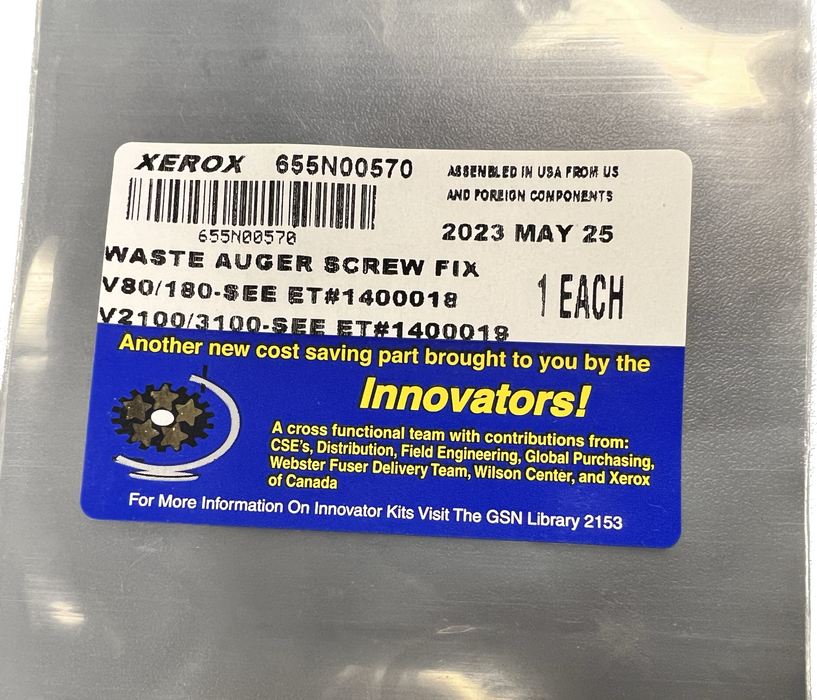 XEROX 655N00570
ASSEMBLED IN USA FROM US
AND FOREIGN COMPONENTS
655N00570
2023 MAY 25
WASTE AUGER SCREW FIX
V80/180-SEE ET#1400018
1 EACH
V2100/3100-SEE ET#1400018
Another new cost saving part brought to you by the
Innovators!
A cross functional team with contributions from:
CSE's, Distribution, Field Engineering, Global Purchasing,
Webster Fuser Delivery Team, Wilson Center, and Xerox
of Canada
For More Information On Innovator Kits Visit The GSN Library 2153